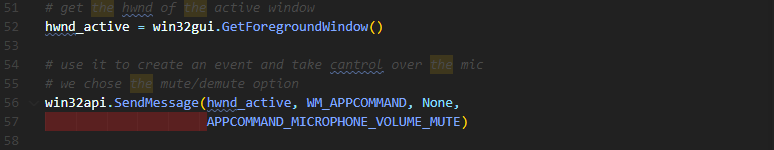 51 # get the hwnd of the active window
52 hwnd_active = win32gui.GetForegroundWindow()
53
54 # use it to create an event and take cantrol over the mic
55 # we chose the mute/demute option
56 win32api.SendMessage(hwnd_active, WM_APPCOMMAND, None,
57 APPCOMMAND_MICROPHONE_VOLUME_MUTE)
58